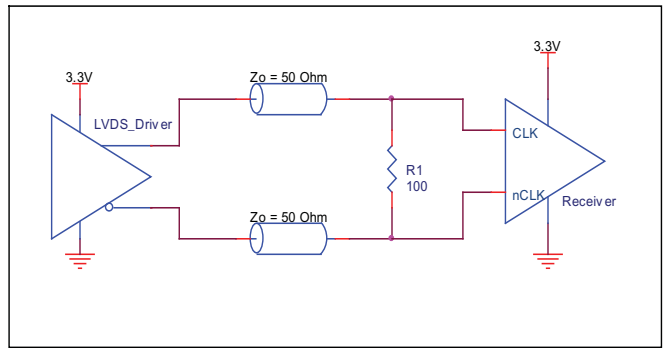 3.3V
LVDS_Driver
Zo = 50 Ohm
Zo = 50 Ohm
R1
100
3.3V
CLK
nCLK
Receiver